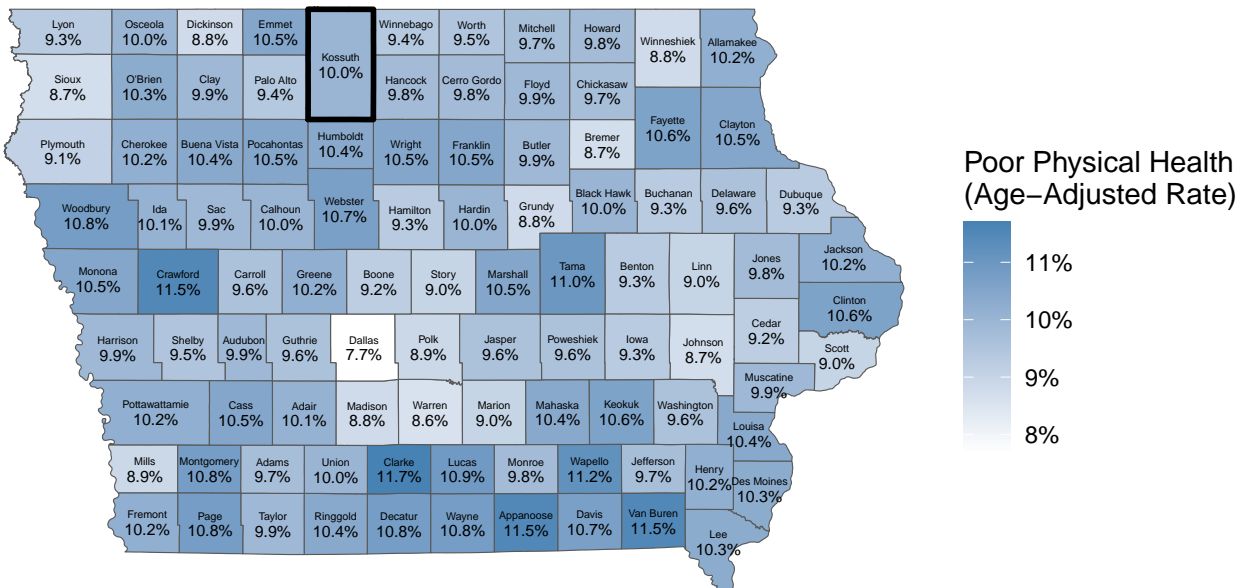 Lyon
9.3%
Osceola
10.0%
Dickinson
8.8%
Emmet
10.5%
Kossuth
10.0%
Winnebago
9.4%
Worth
9.5%
Mitchell
9.7%
Howard
9.8%
Winneshiek
8.8%
Allamakee
10.2%
Sioux
8.7%
O'Brien
10.3%
Clay
9.9%
Palo Alto
9.4%
Hancock
9.8%
Cerro Gordo
9.8%
Floyd
9.9%
Chickasaw
9.7%
Fayette
10.6%
Clayton
10.5%
Plymouth
9.1%
Cherokee
10.2%
Buena Vista
10.4%
Pocahontas
10.5%
Humboldt
10.4%
Wright
10.5%
Franklin
10.5%
Butler
9.9%
Bremer
8.7%
Woodbury
10.8%
Ida
10.1%
Sac
9.9%
Calhoun
10.0%
Webster
10.7%
Hamilton
9.3%
Hardin
10.0%
Grundy
8.8%
Black Hawk
10.0%
Buchanan
9.3%
Delaware
9.6%
Dubuque
9.3%
Monona
10.5%
Crawford
11.5%
Carroll
9.6%
Greene
10.2%
Boone
9.2%
Story
9.0%
Marshall
10.5%
Tama
11.0%
Benton
9.3%
Linn
9.0%
Jones
9.8%
Jackson
10.2%
Clinton
10.6%
Harrison
9.9%
Shelby
9.5%
Audubon
9.9%
Guthrie
9.6%
Dallas
7.7%
Polk
8.9%
Jasper
9.6%
Poweshiek
9.6%
Iowa
9.3%
Johnson
8.7%
Cedar
9.2%
Scott
9.0%
Muscatine
9.9%
Pottawattamie
10.2%
Cass
10.5%
Adair
10.1%
Madison
8.8%
Warren
8.6%
Marion
9.0%
Mahaska
10.4%
Keokuk
10.6%
Washington
9.6%
Louisa
10.4%
Mills
8.9%
Montgomery
10.8%
Adams
9.7%
Union
10.0%
Clarke
11.7%
Lucas
10.9%
Monroe
9.8%
Wapello
11.2%
Jefferson
9.7%
Henry
10.2%
Des Moines
10.3%
Fremont
10.2%
Page
10.8%
Taylor
9.9%
Ringgold
10.4%
Decatur
10.8%
Wayne
10.8%
Appanoose
11.5%
Davis
10.7%
Van Buren
11.5%
Lee
10.3%
Poor Physical Health
(Age−Adjusted Rate)
11%
10%
9%
8%